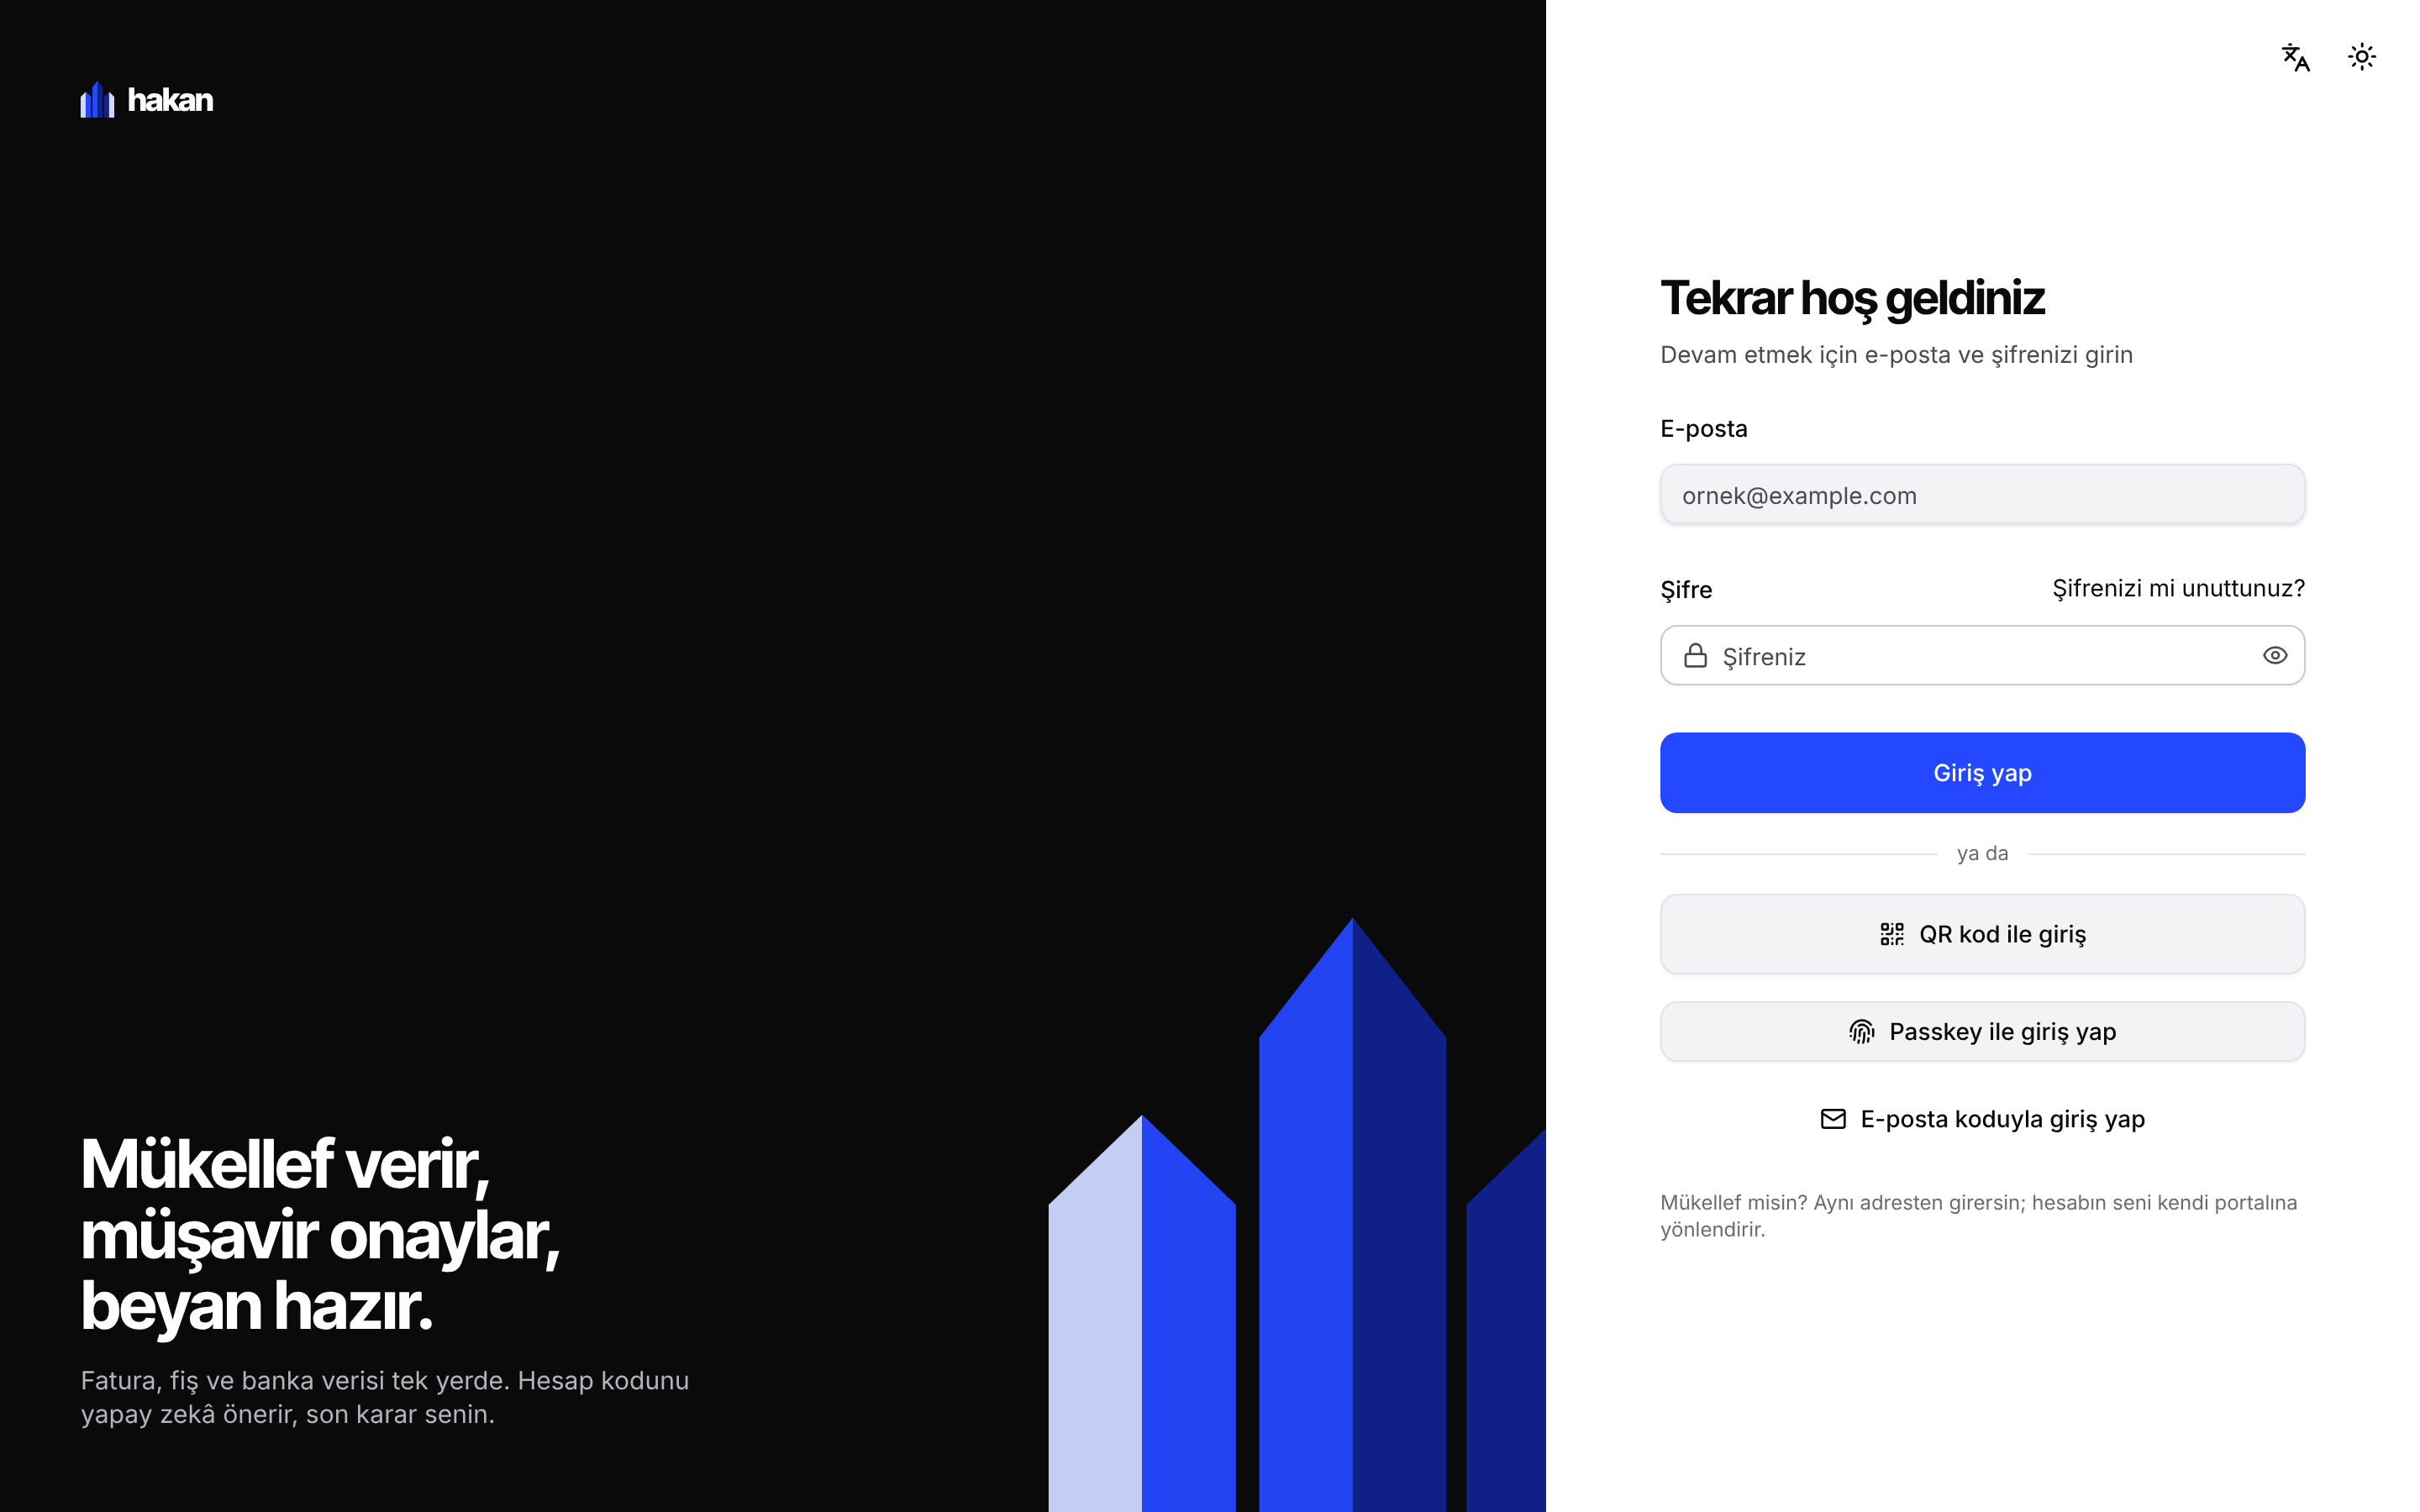 hakan
Mükellef verir,
müşavir onaylar,
beyan hazır.
Fatura, fiş ve banka verisi tek yerde. Hesap kodunu
yapay zekâ önerir, son karar senin.
Tekrar hoş geldiniz
Devam etmek için e-posta ve şifrenizi girin
E-posta
ornek@example.com
Şifre
Şifrenizi mi unuttunuz?
Şifreniz
Giriş yap
ya da
QR kod ile giriş
Passkey ile giriş yap
E-posta koduyla giriş yap
Mükellef misin? Aynı adresten girersin; hesabın seni kendi portalına
yönlendirir.